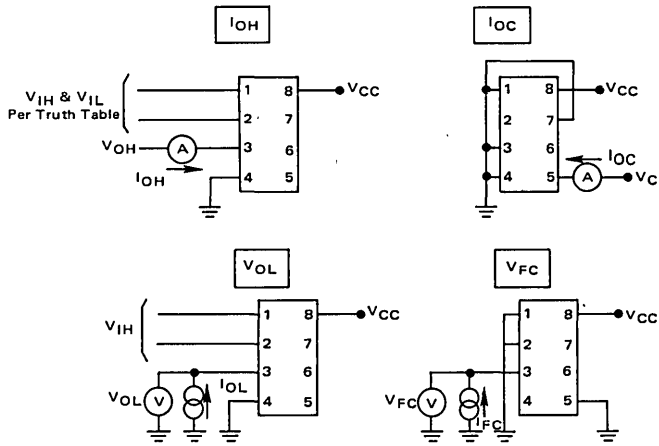 IOH
VIH & VIL
Per Truth Table
VOH
A
IOH
1 8
2 7
3 6
4 5
VCC
IOC
1 8
2 7
3 6
4 5
VCC
IOC
A
VC
VOL
VIH
VOL
V
IOL
1 8
2 7
3 6
4 5
VCC
VFC
VFC
V
IFC
1 8
2 7
3 6
4 5
VCC